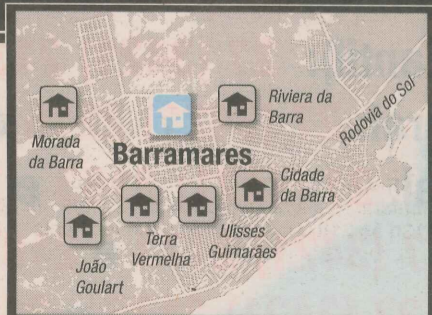 Riviera da
Barra
Rodovia do Sol
Morada
da Barra
Barramares
Cidade
da Barra
Terra
Vermelha
Ulisses
Guimarães
João
Goulart